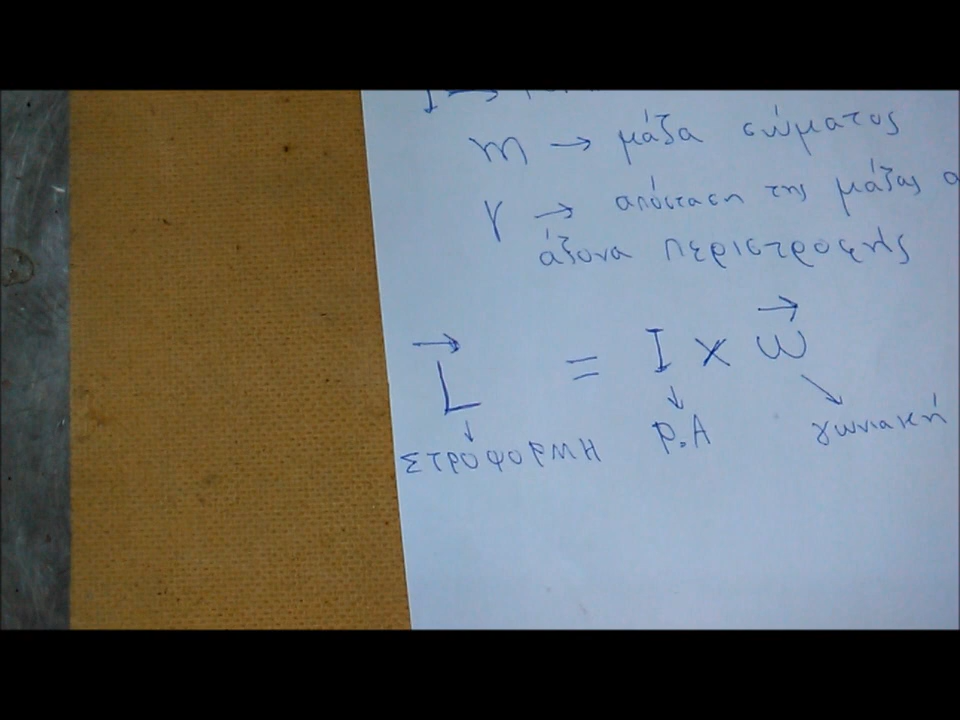 m → μάζα σώματος
r → απόσταση της μάζας
άξονα περιστροφής
L = I × ω
ΣΤΡΟΦΟΡΜΗ Ρ.Α γωνιακή